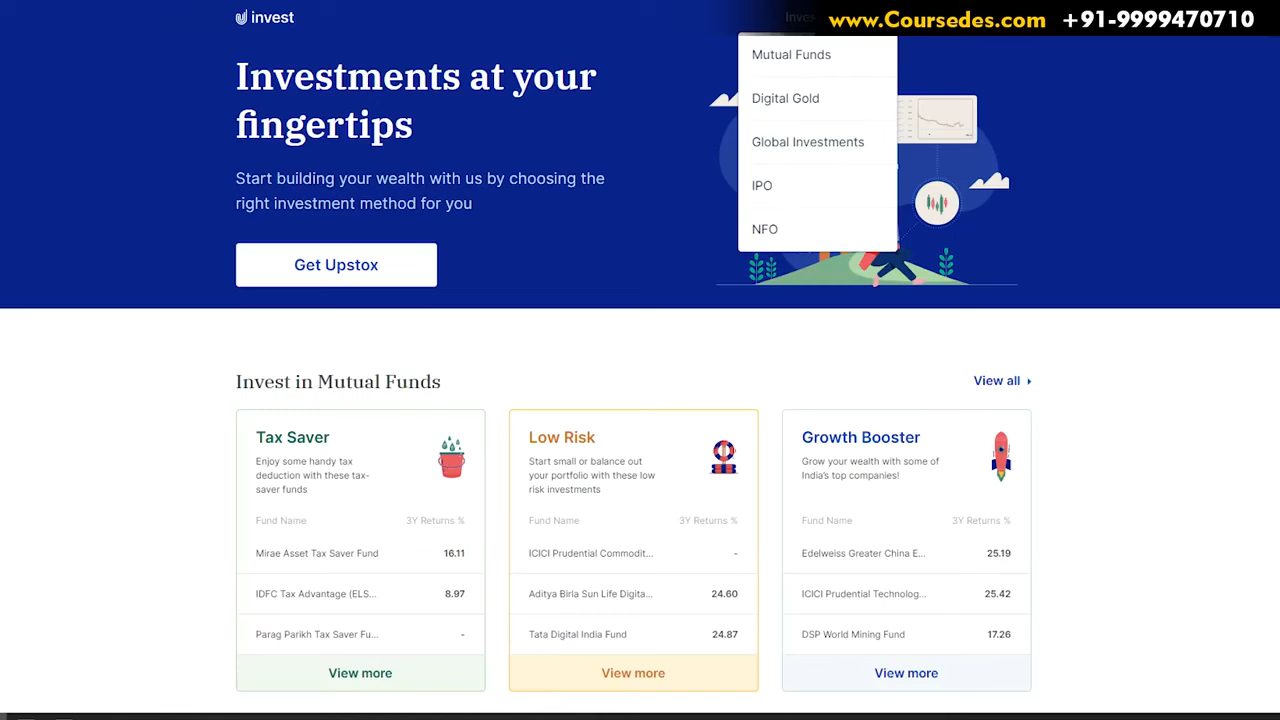 invest
Inves
www.Coursedes.com +91-9999470710
Investments at your
fingertips
Start building your wealth with us by choosing the
right investment method for you
Get Upstox
Mutual Funds
Digital Gold
Global Investments
IPO
NFO
Invest in Mutual Funds
View all
Tax Saver
Enjoy some handy tax
deduction with these tax-
saver funds
Fund Name 3Y Returns %
Mirae Asset Tax Saver Fund 16.11
IDFC Tax Advantage (ELS... 8.97
Parag Parikh Tax Saver Fu... -
View more
Low Risk
Start small or balance out
your portfolio with these low
risk investments
Fund Name 3Y Returns %
ICICI Prudential Commodit... -
Aditya Birla Sun Life Digita... 24.60
Tata Digital India Fund 24.87
View more
Growth Booster
Grow your wealth with some of
India's top companies!
Fund Name 3Y Returns %
Edelweiss Greater China E... 25.19
ICICI Prudential Technolog... 25.42
DSP World Mining Fund 17.26
View more